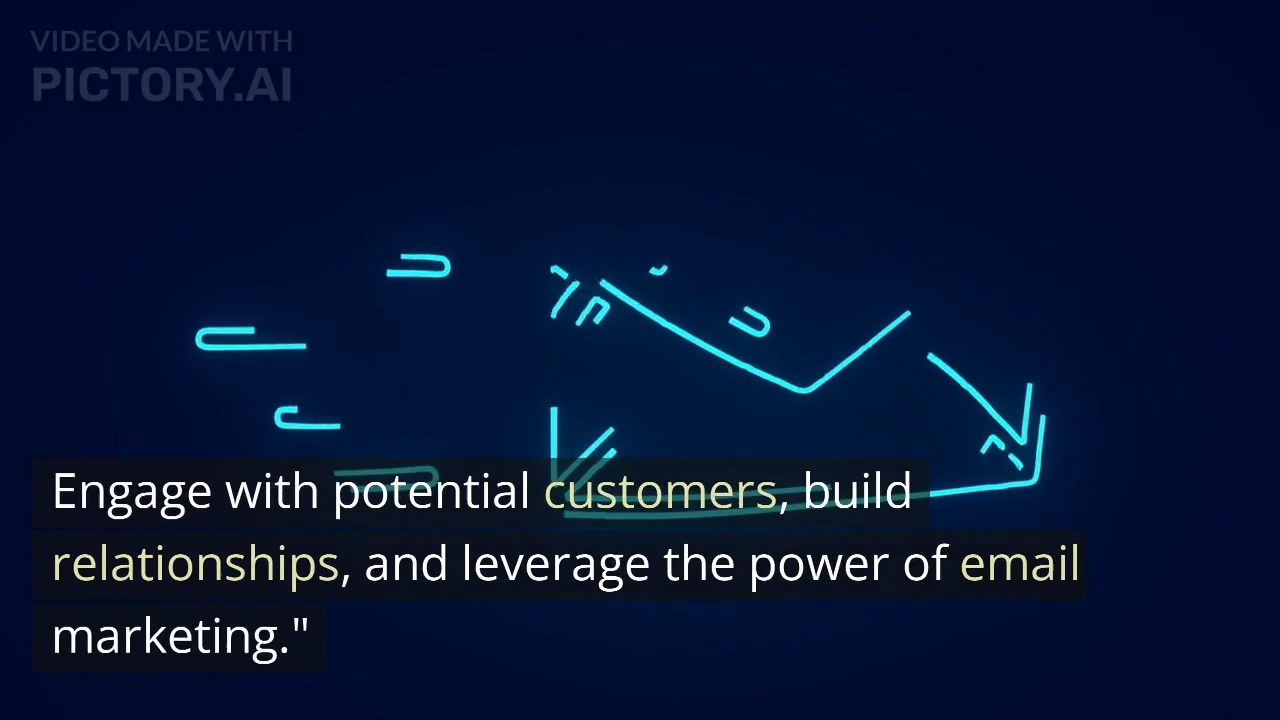 VIDEO MADE WITH
PICTORY.AI
Engage with potential customers, build
relationships, and leverage the power of email
marketing."